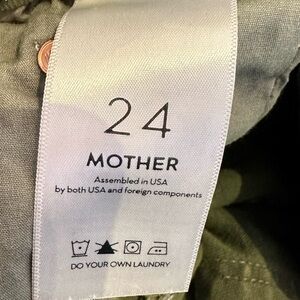 24
MOTHER
Assembled in USA
by both USA and foreign components
DO YOUR OWN LAUNDRY